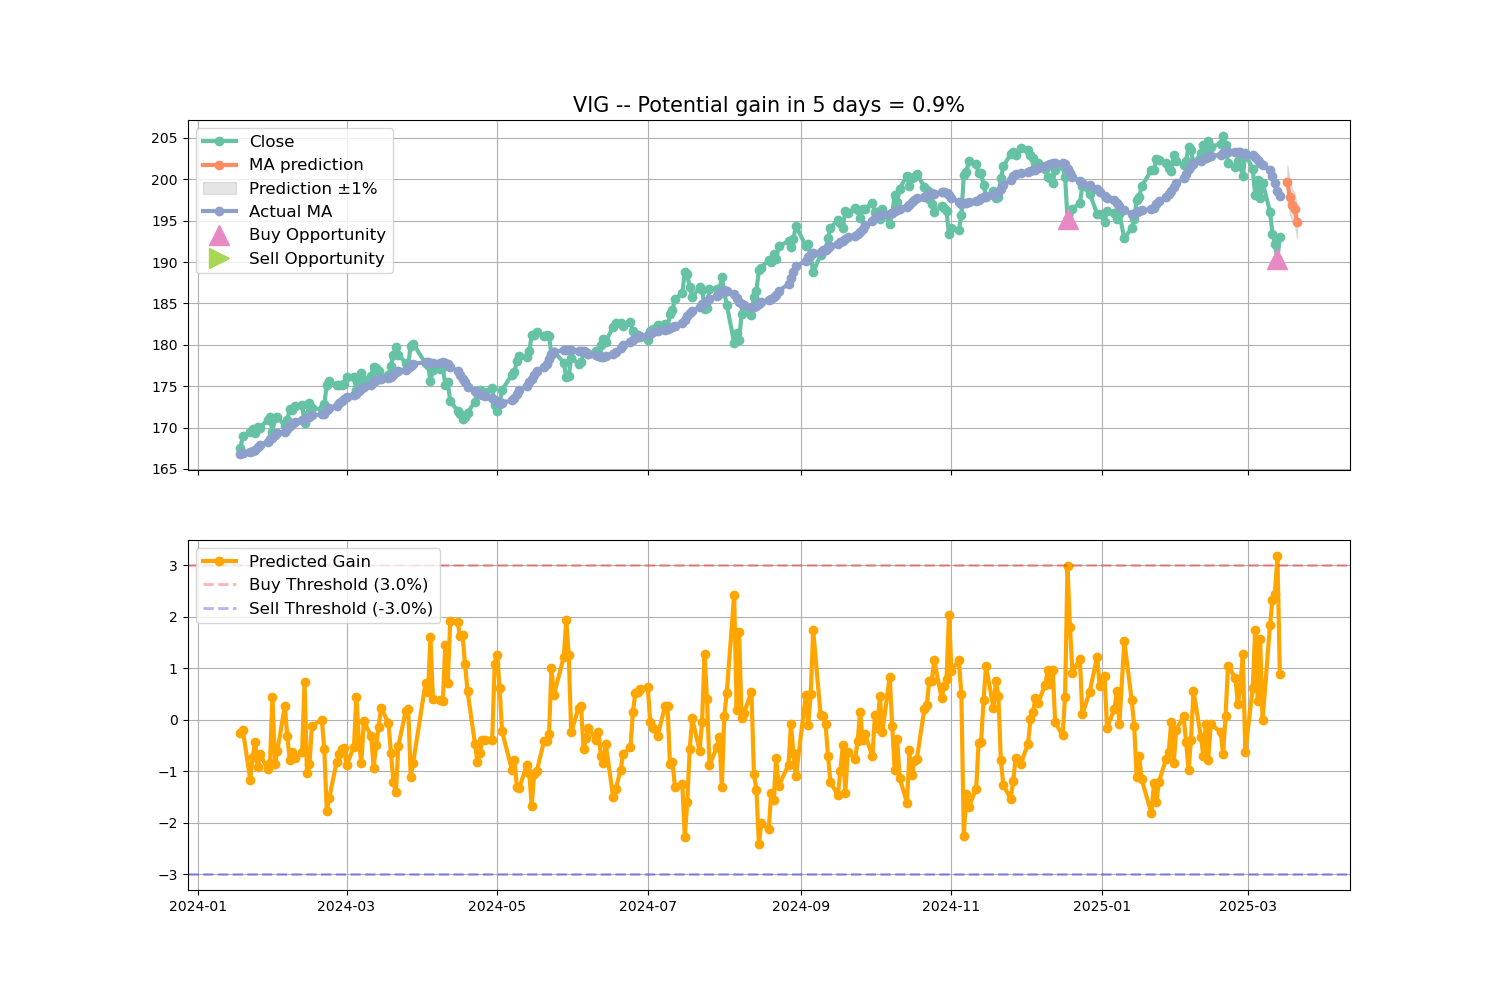 VIG -- Potential gain in 5 days = 0.9%
205
200
195
190
185
180
175
170
165
Close
MA prediction
Prediction ±1%
Actual MA
Buy Opportunity
Sell Opportunity
3
2
1
0
−1
−2
−3
Predicted Gain
Buy Threshold (3.0%)
Sell Threshold (-3.0%)
2024-01
2024-03
2024-05
2024-07
2024-09
2024-11
2025-01
2025-03